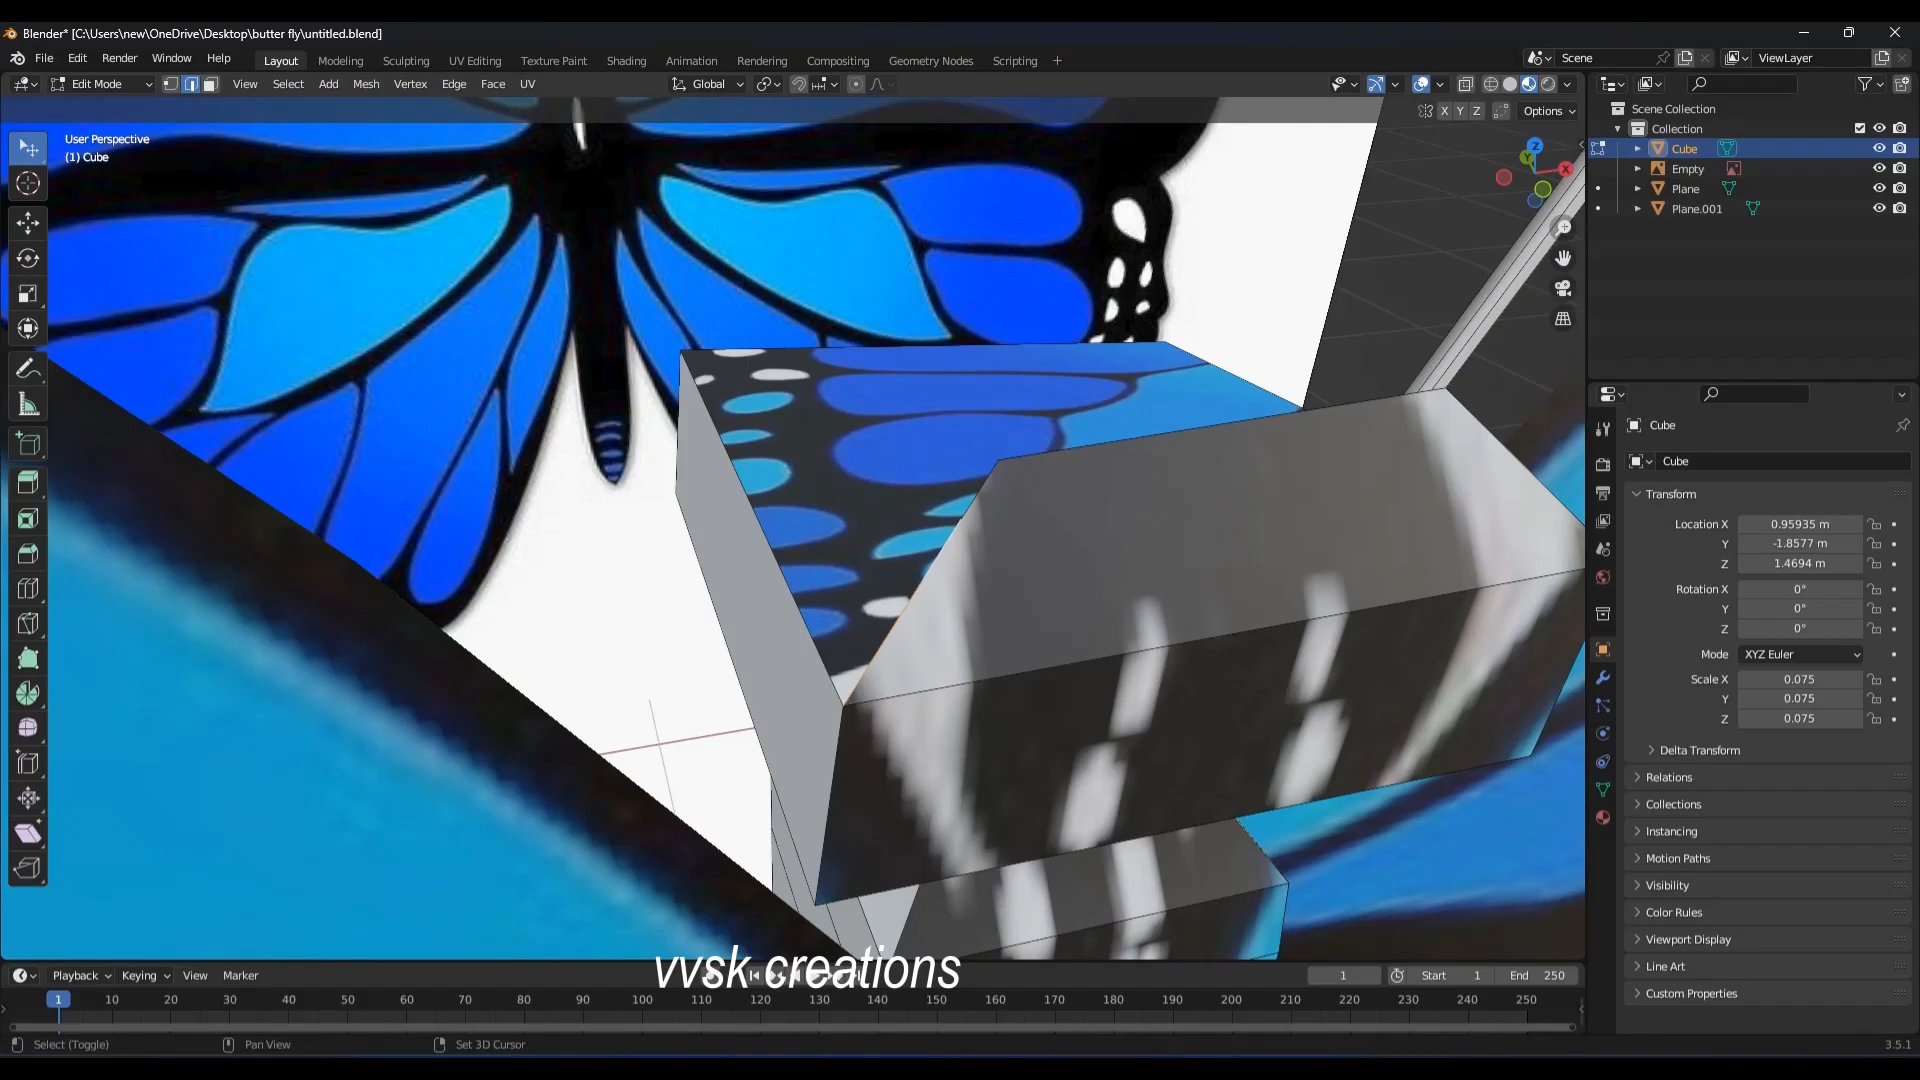 Blender* [C:\Users\new\OneDrive\Desktop\butter fly\untitled.blend]
File Edit Render Window Help Layout Modeling Sculpting UV Editing Texture Paint Shading Animation Rendering Compositing Geometry Nodes Scripting + Scene ViewLayer
Edit Mode View Select Add Mesh Vertex Edge Face UV Global
X Y Z Options
User Perspective
(1) Cube
Z
Y
X
Scene Collection
Collection
Cube
Empty
Plane
Plane.001
Cube
Cube
Transform
Location X 0.95935 m
Y -1.8577 m
Z 1.4694 m
Rotation X 0°
Y 0°
Z 0°
Mode XYZ Euler
Scale X 0.075
Y 0.075
Z 0.075
Delta Transform
Relations
Collections
Instancing
Motion Paths
Visibility
Color Rules
Viewport Display
Line Art
Custom Properties
vvsk creations
Playback Keying View Marker 1 Start 1 End 250
1 10 20 30 40 50 60 70 80 90 100 110 120 130 140 150 160 170 180 190 200 210 220 230 240 250
Select (Toggle) Pan View Set 3D Cursor 3.5.1